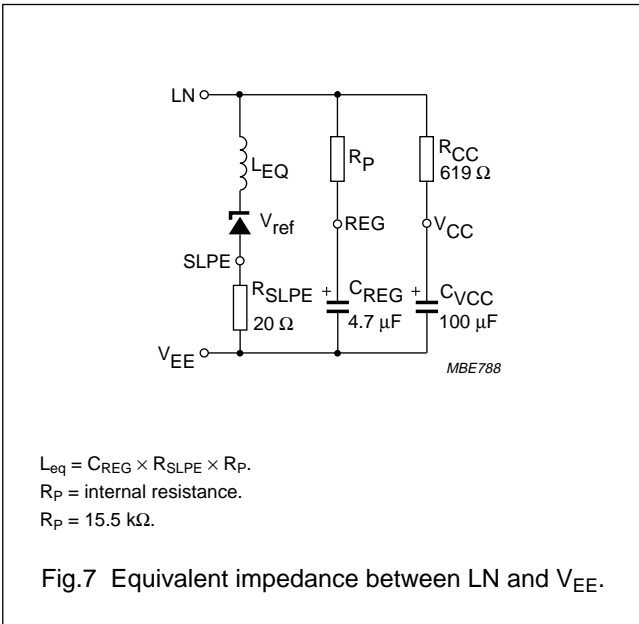 LN
L_EQ
R_P
R_CC
619 Ω
V_ref
REG
V_CC
SLPE
R_SLPE
20 Ω
+
C_REG
4.7 μF
+
C_VCC
100 μF
V_EE
MBE788
L_eq = C_REG × R_SLPE × R_P.
R_P = internal resistance.
R_P = 15.5 kΩ.
Fig.7 Equivalent impedance between LN and V_EE.